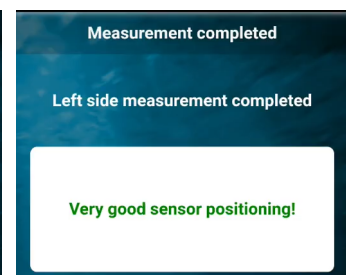 Measurement completed
Left side measurement completed
Very good sensor positioning!